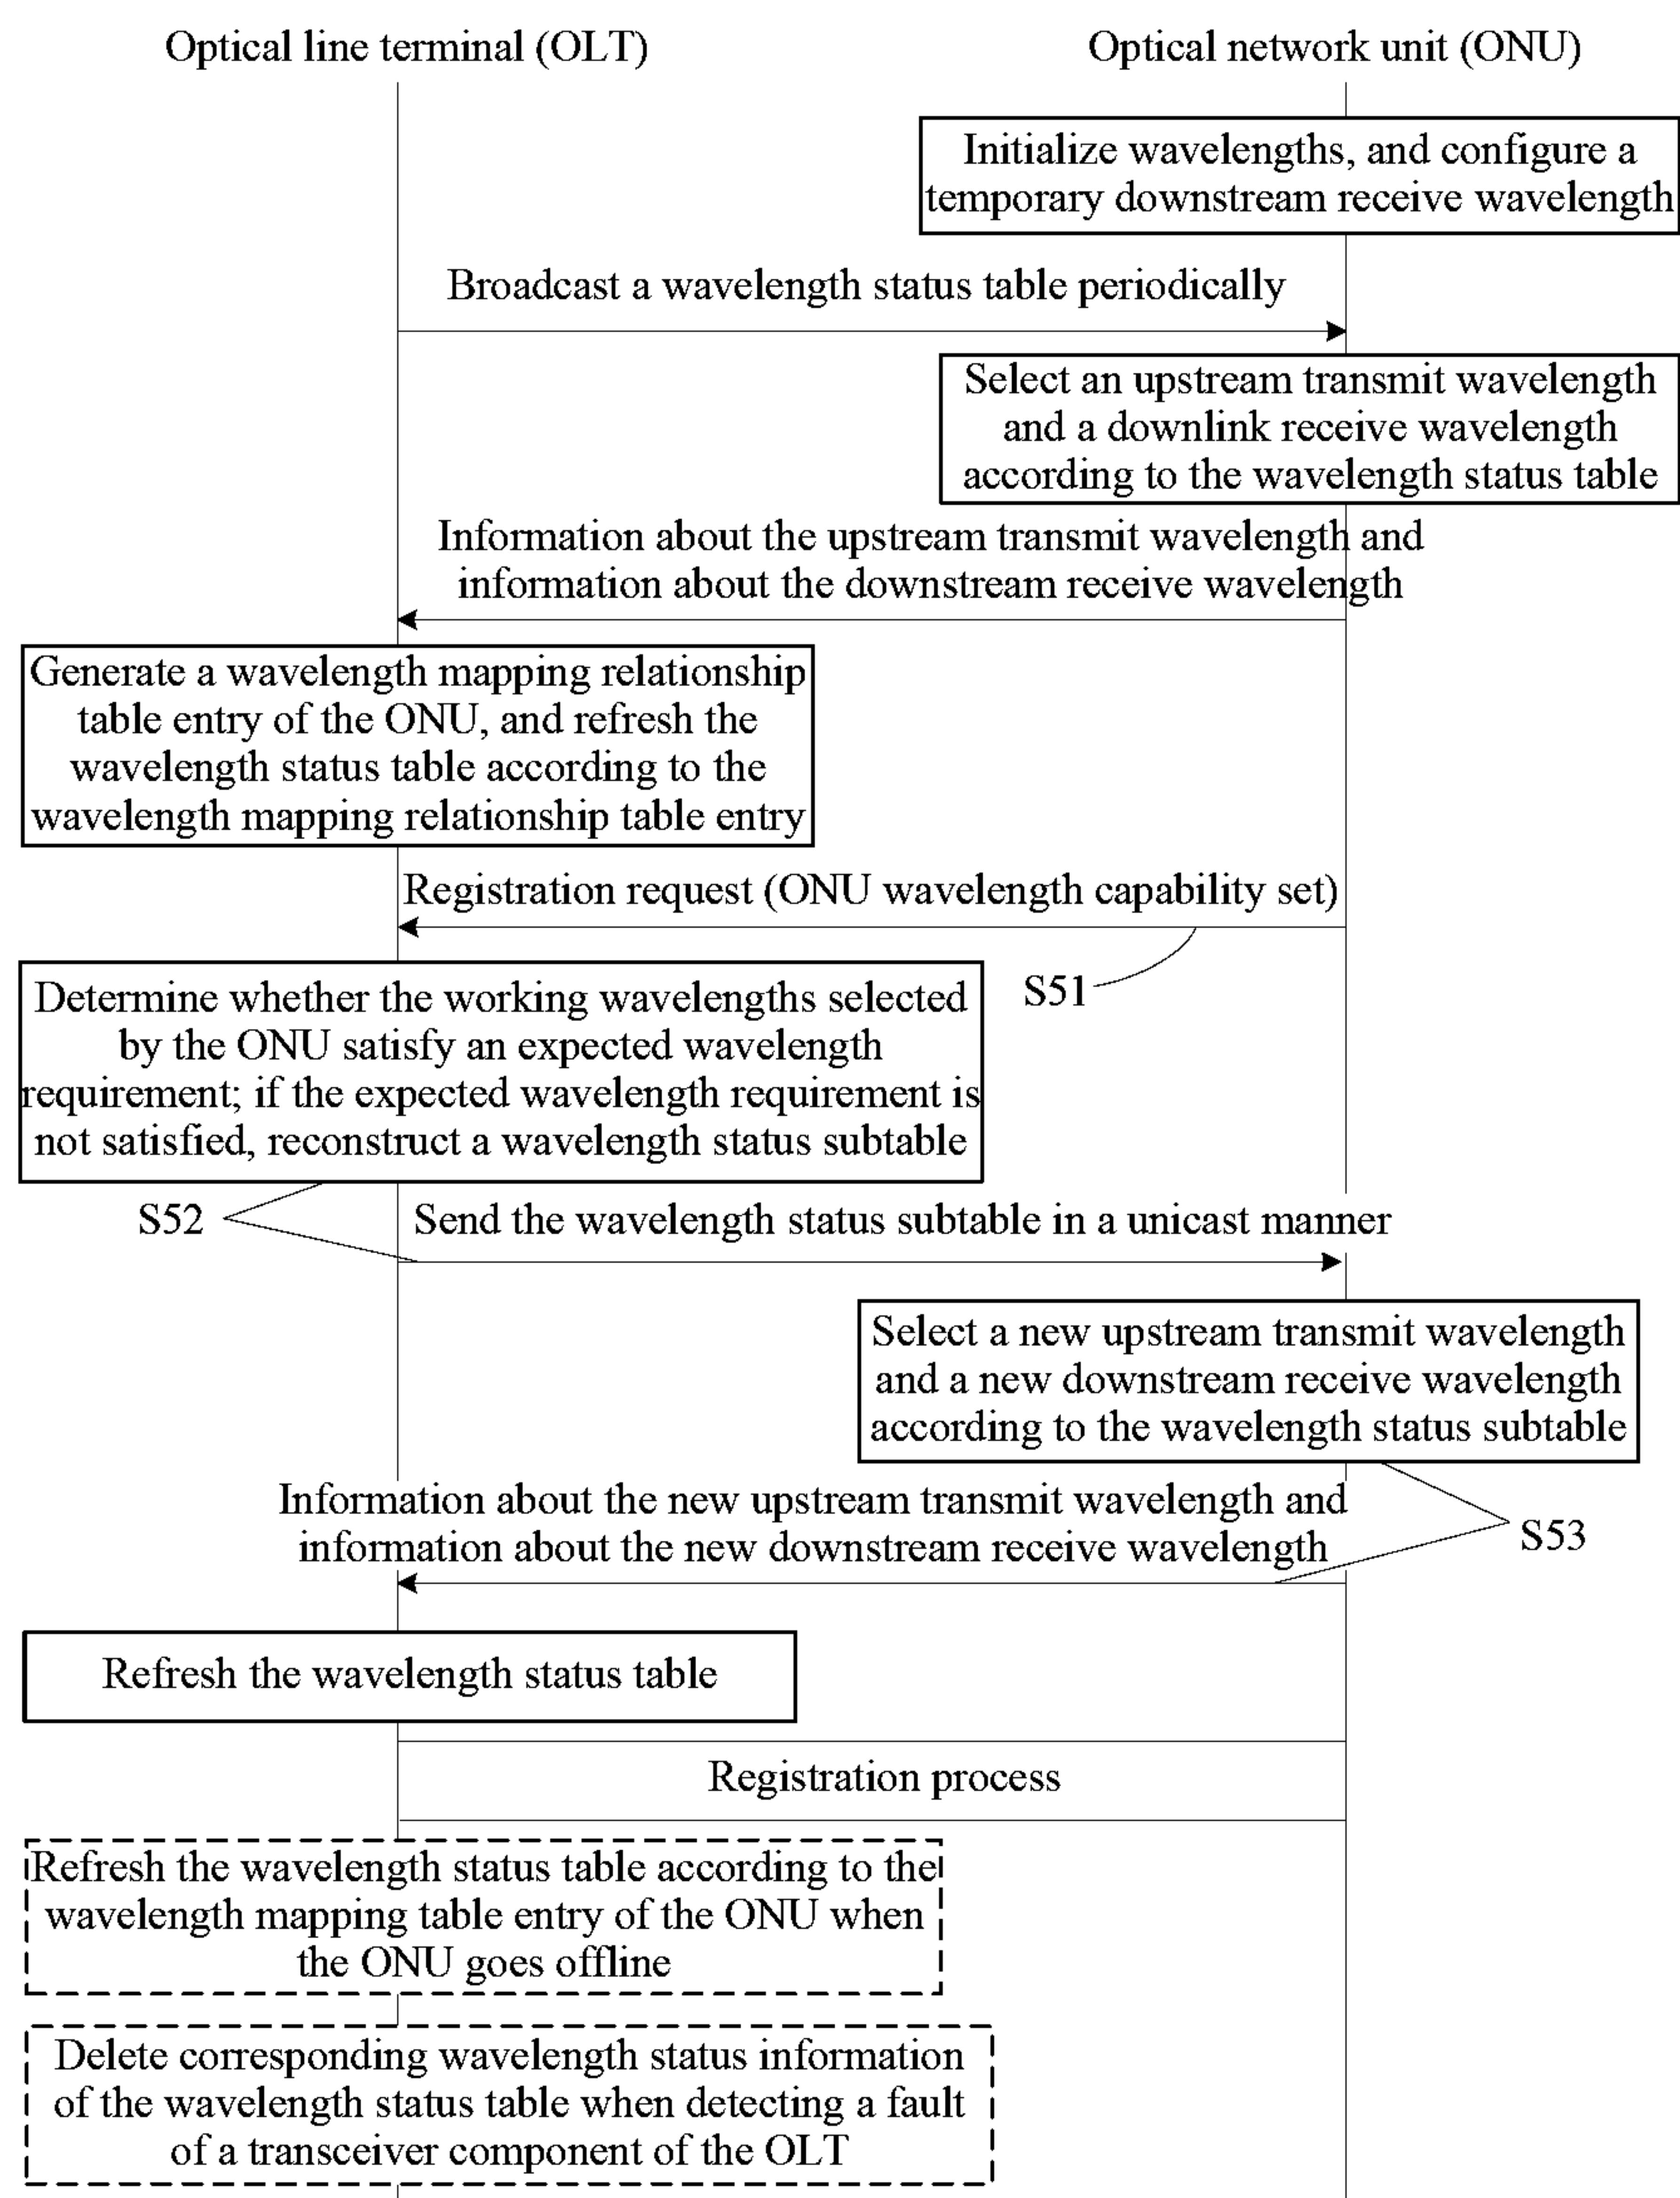 Optical line terminal (OLT)
Optical network unit (ONU)
Initialize wavelengths, and configure a
temporary downstream receive wavelength
Broadcast a wavelength status table periodically
Select an upstream transmit wavelength
and a downlink receive wavelength
according to the wavelength status table
Information about the upstream transmit wavelength and
information about the downstream receive wavelength
Generate a wavelength mapping relationship
table entry of the ONU, and refresh the
wavelength status table according to the
wavelength mapping relationship table entry
Registration request (ONU wavelength capability set)
S51
Determine whether the working wavelengths selected
by the ONU satisfy an expected wavelength
requirement; if the expected wavelength requirement is
not satisfied, reconstruct a wavelength status subtable
S52
Send the wavelength status subtable in a unicast manner
Select a new upstream transmit wavelength
and a new downstream receive wavelength
according to the wavelength status subtable
Information about the new upstream transmit wavelength and
information about the new downstream receive wavelength
S53
Refresh the wavelength status table
Registration process
Refresh the wavelength status table according to the
wavelength mapping table entry of the ONU when
the ONU goes offline
Delete corresponding wavelength status information
of the wavelength status table when detecting a fault
of a transceiver component of the OLT